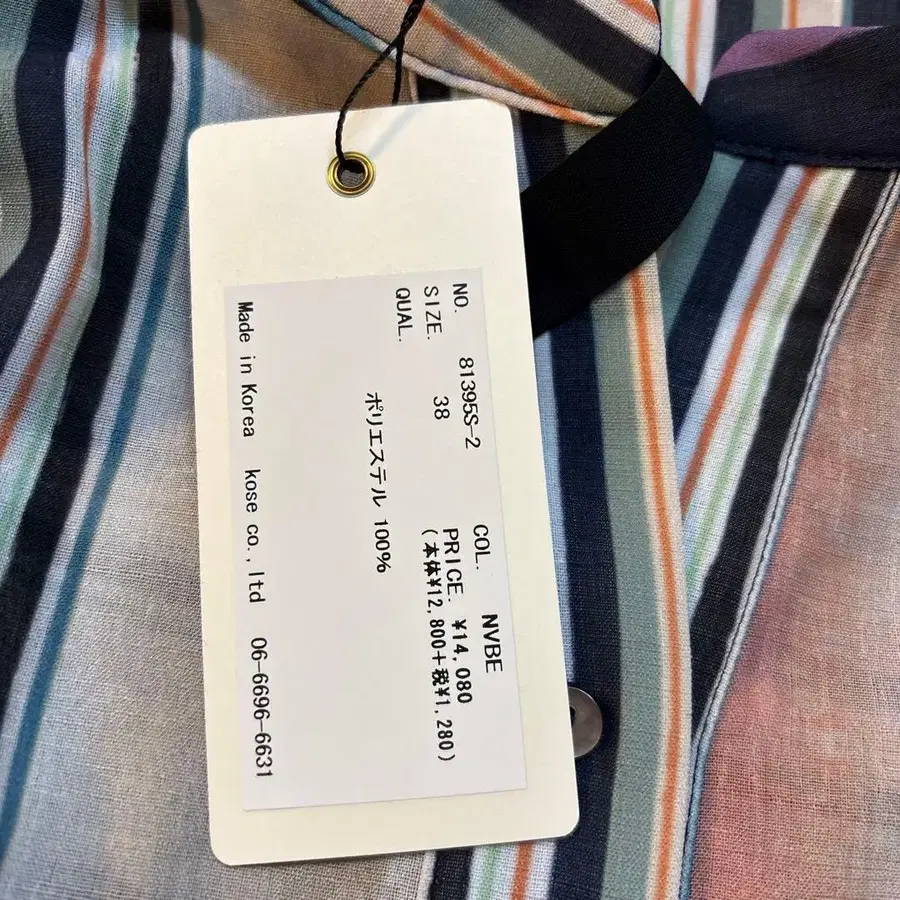 NO. 81395S-2 COL. NVBE
SIZE. 38 PRICE. ¥14,080
QUAL. (本体¥12,800+税¥1,280)
ポリエステル 100%
Made in Korea kose co.,ltd 06-6696-6631